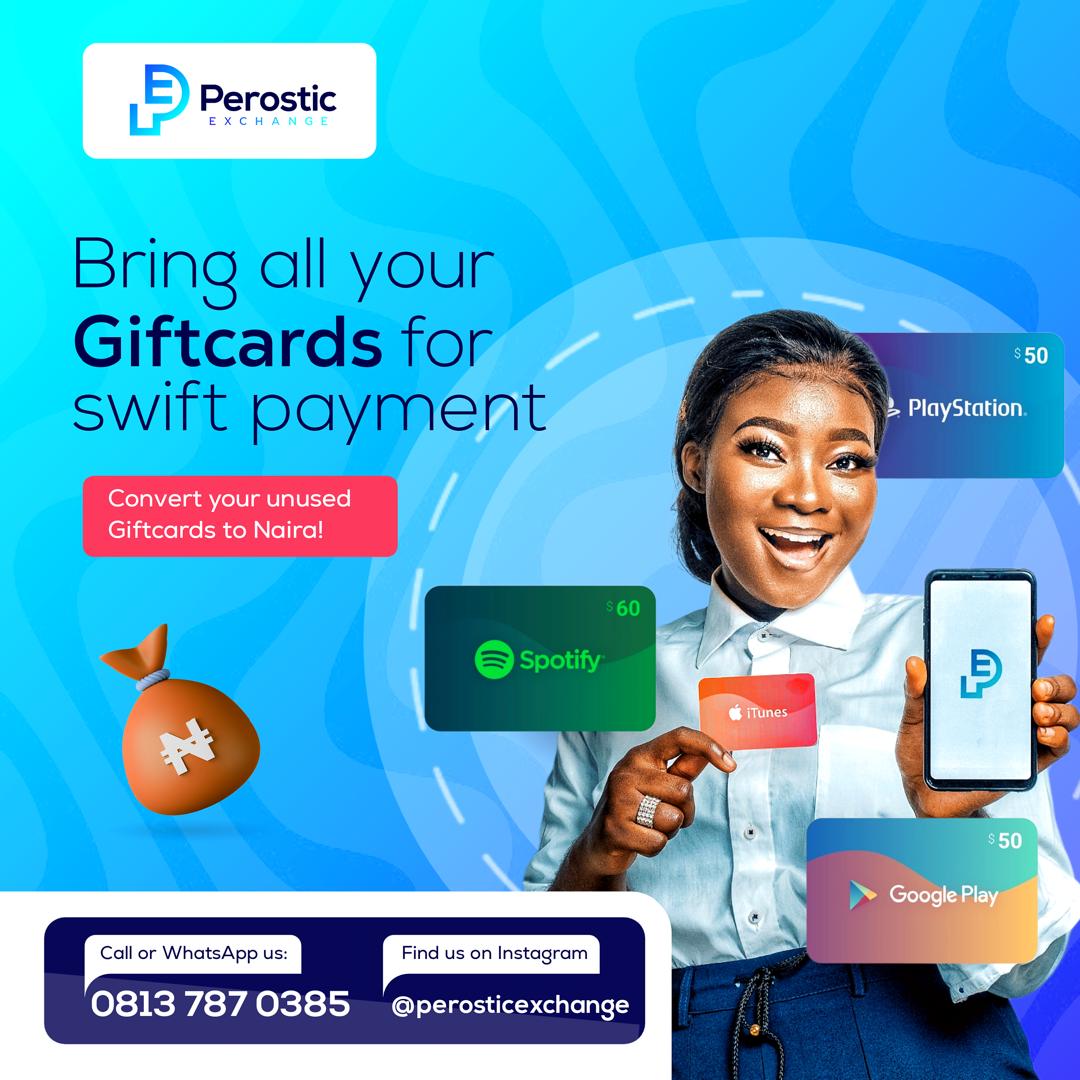 Perostic
EXCHANGE
Bring all your
Giftcards for
swift payment
Convert your unused
Giftcards to Naira!
$50
PlayStation.
$60
Spotify
iTunes
$50
Google Play
Call or WhatsApp us:
0813 787 0385
Find us on Instagram
@perosticexchange